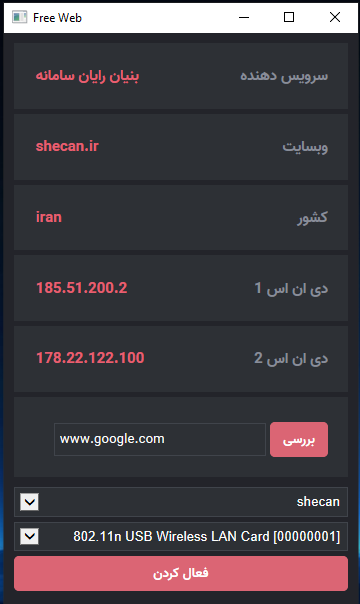 Free Web
سرویس دهنده بنیان رایان سامانه
وبسایت shecan.ir
کشور iran
دی ان اس 1 185.51.200.2
دی ان اس 2 178.22.122.100
بررسی www.google.com
shecan
802.11n USB Wireless LAN Card [00000001]
فعال کردن